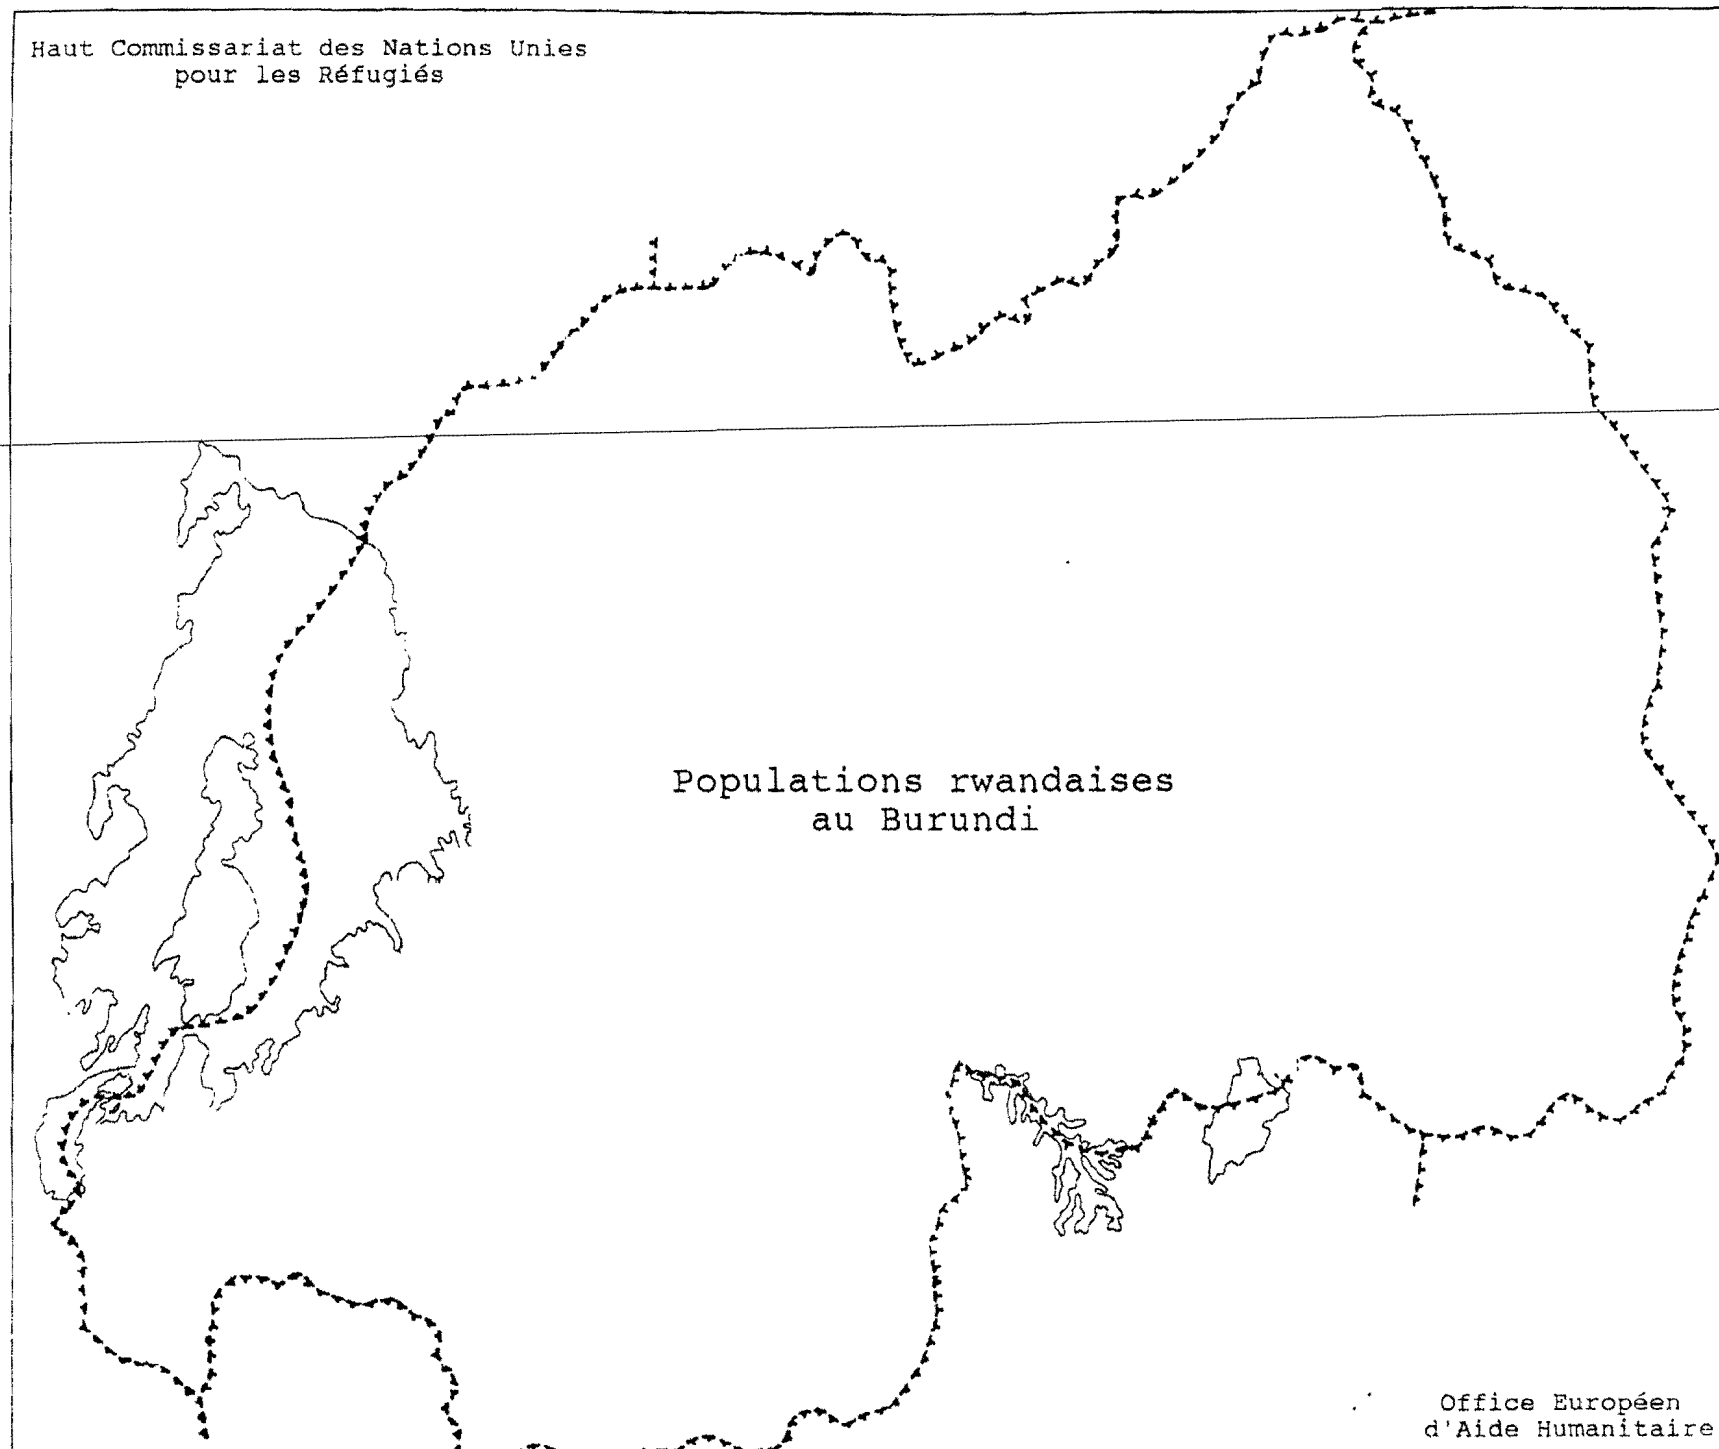 Haut Commissariat des Nations Unies
pour les Réfugiés
Populations rwandaises
au Burundi
Office Européen
d'Aide Humanitaire